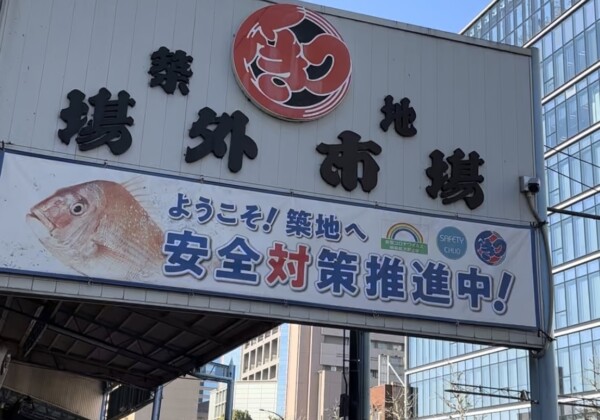 築地
場外市場
ようこそ!築地へ
安全対策推進中!
SAFETY